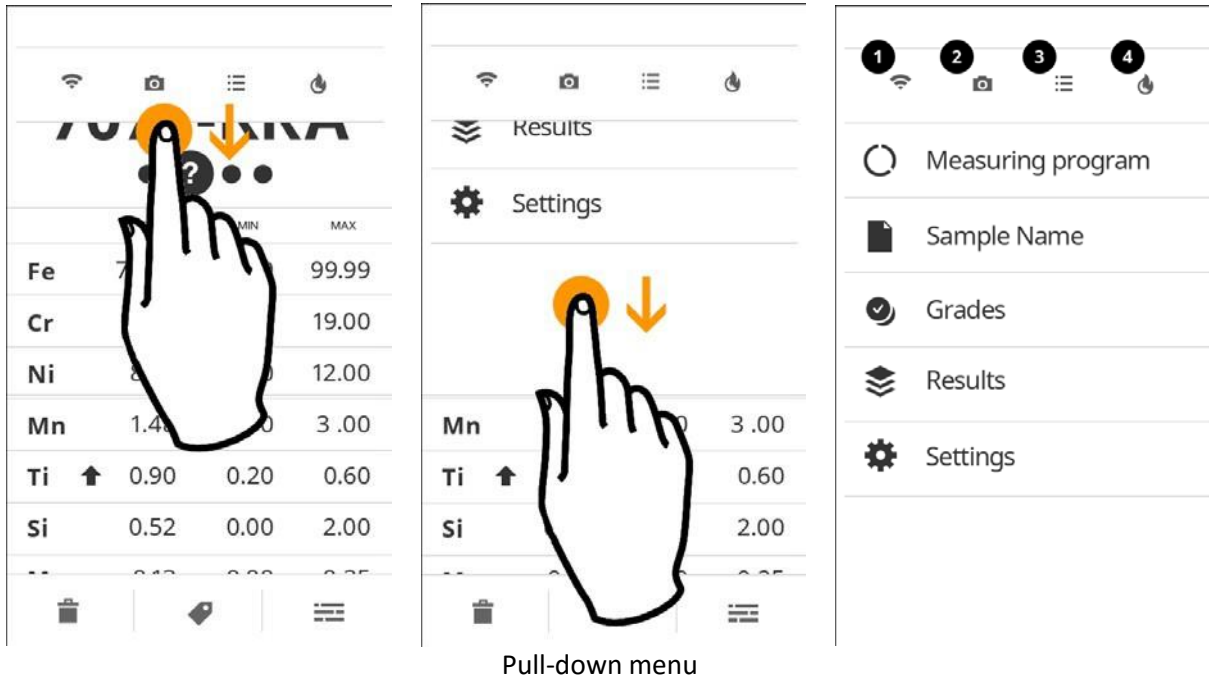 ?
MIN MAX
Fe 99.99
Cr 19.00
Ni 12.00
Mn 3 .00
Ti 0.90 0.20 0.60
Si 0.52 0.00 2.00
Results
Settings
Mn 3 .00
Ti 0.60
Si 2.00
1 2 3 4
Measuring program
Sample Name
Grades
Results
Settings
Pull-down menu